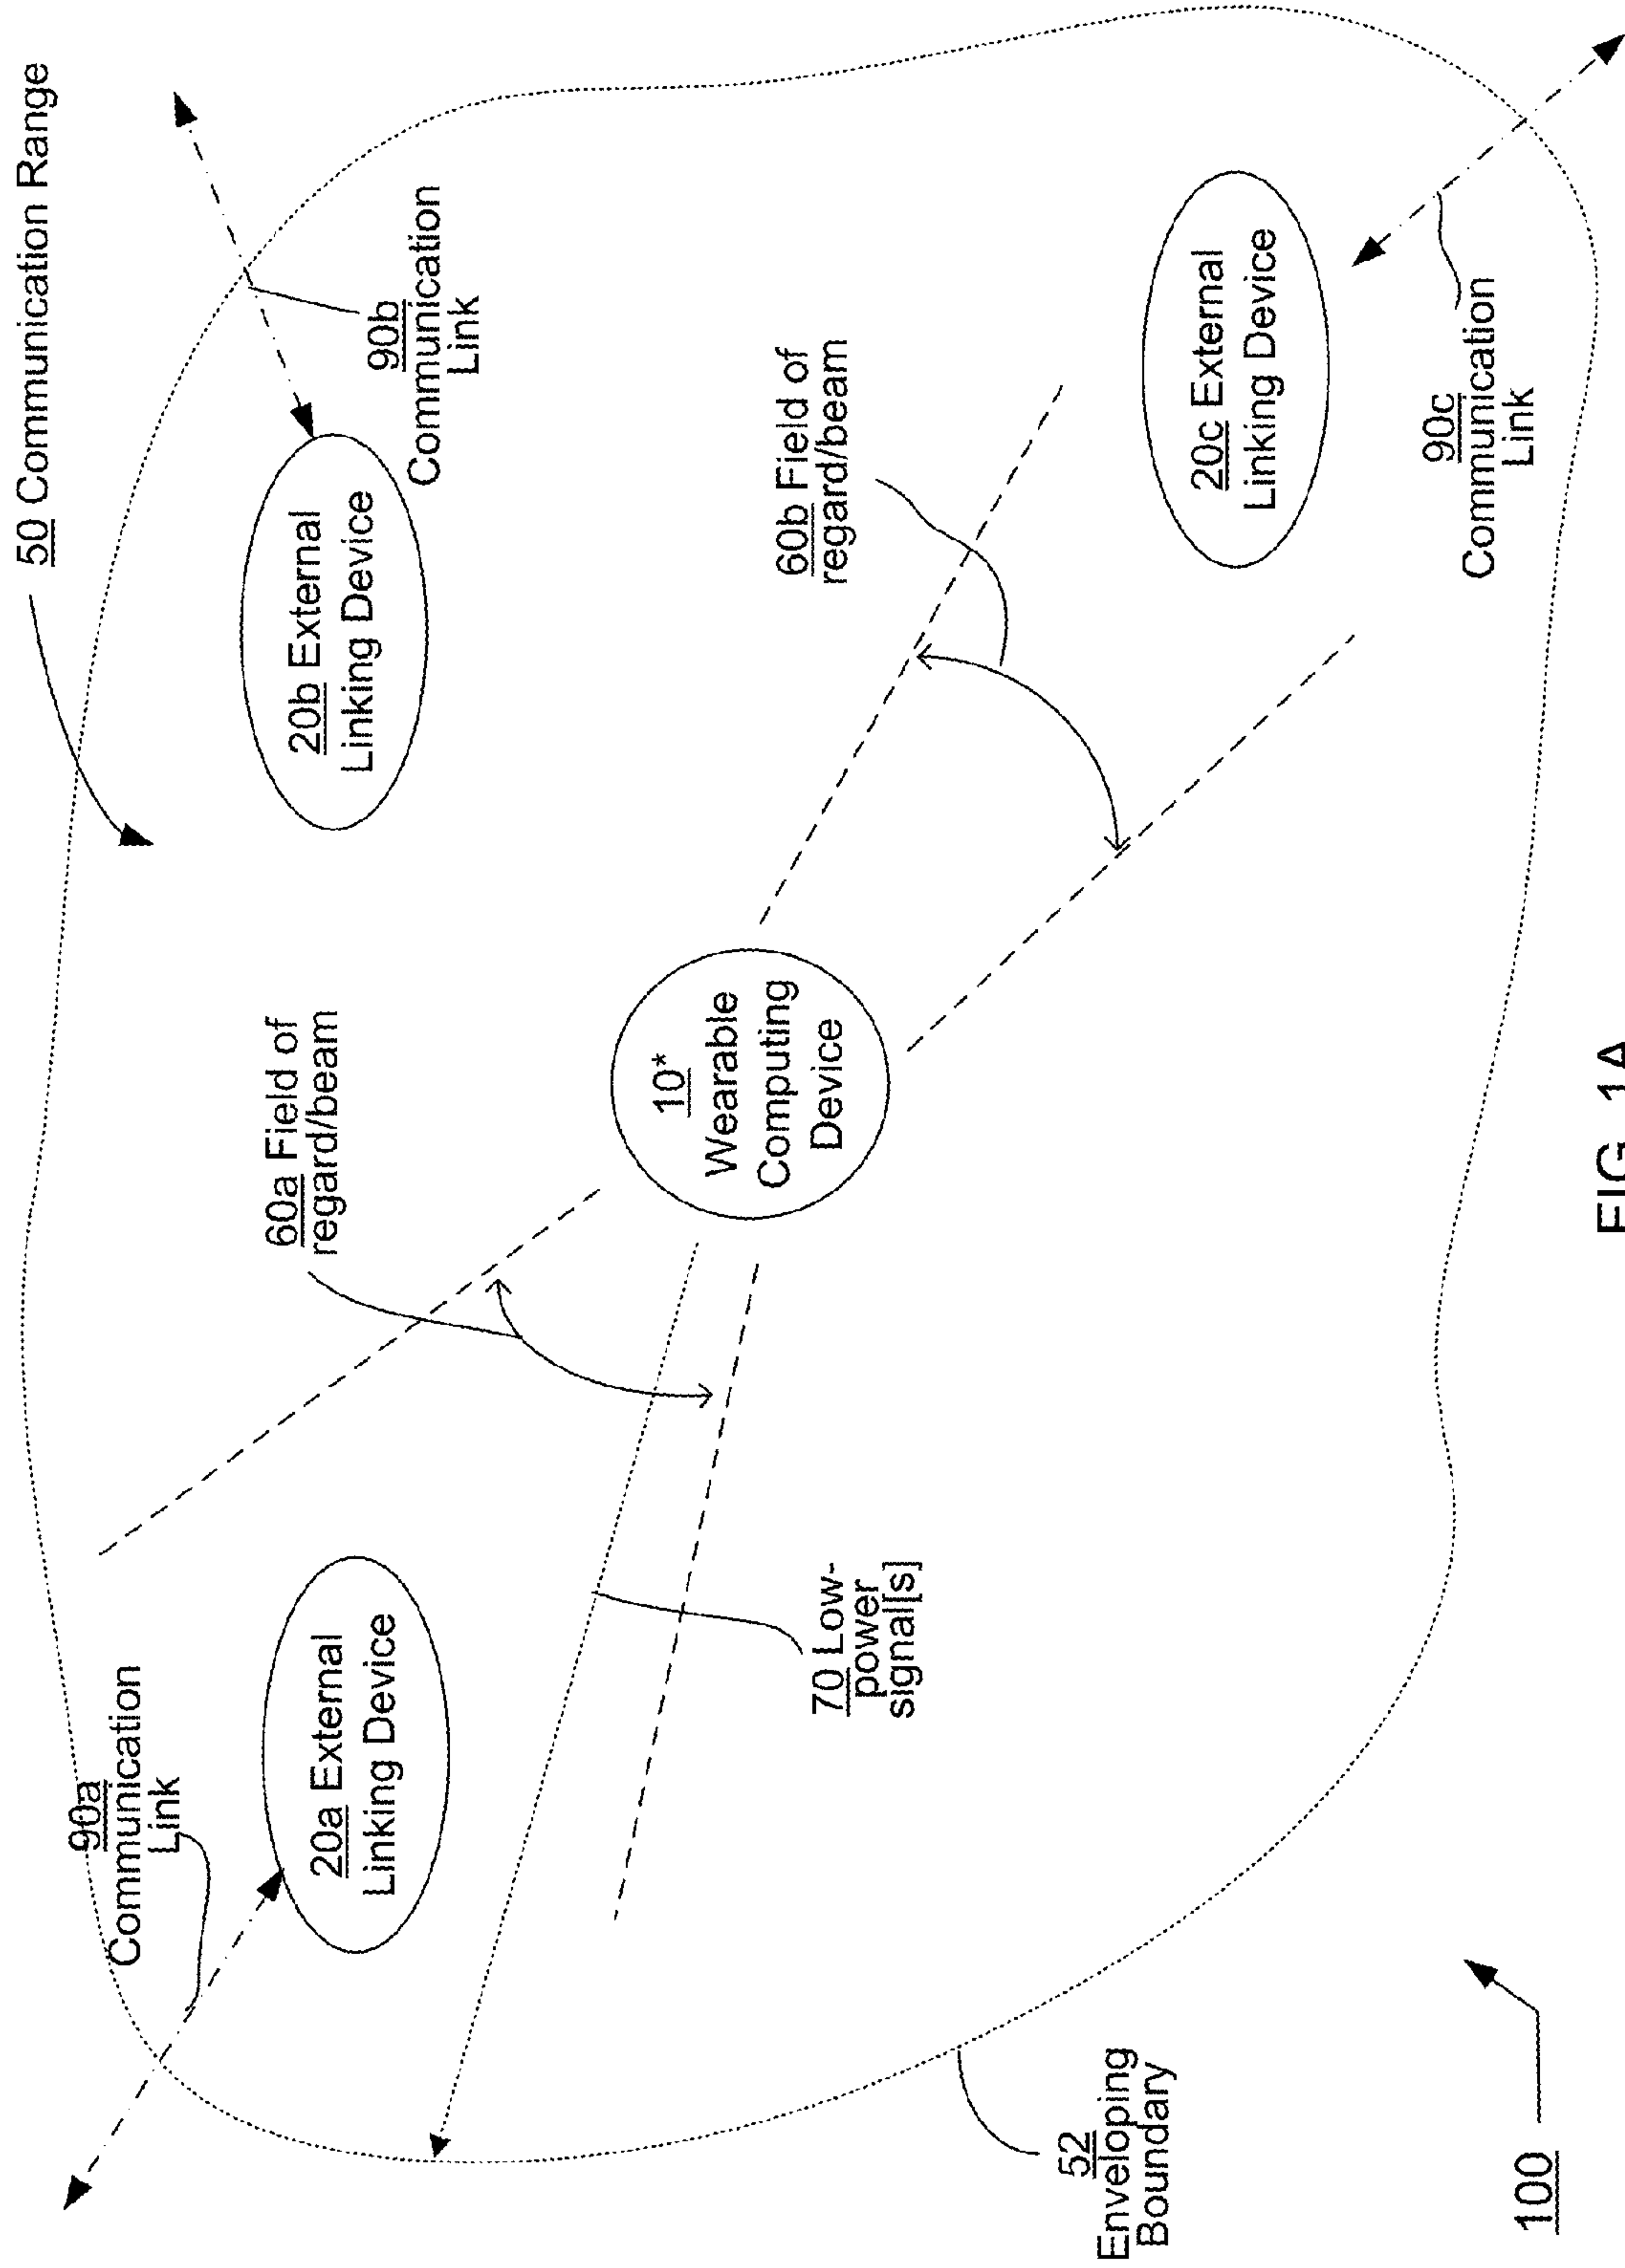 50 Communication Range
90a
Communication
Link
20a External
Linking Device
60a Field of
regard/beam
20b External
Linking Device
90b
Communication
Link
10*
Wearable
Computing
Device
70 Low-
power
signal[s]
60b Field of
regard/beam
20c External
Linking Device
90c
Communication
Link
52
Enveloping
Boundary
100
FIG. 1A